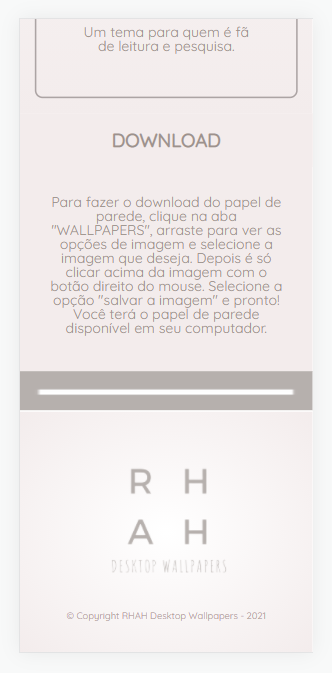 Um tema para quem é fã
de leitura e pesquisa.
DOWNLOAD
Para fazer o download do papel de
parede, clique na aba
"WALLPAPERS", arraste para ver as
opções de imagem e selecione a
imagem que deseja. Depois é só
clicar acima da imagem com o
botão direito do mouse. Selecione a
opção "salvar a imagem" e pronto!
Você terá o papel de parede
disponível em seu computador.
R H
A H
DESKTOP WALLPAPERS
© Copyright RHAH Desktop Wallpapers - 2021